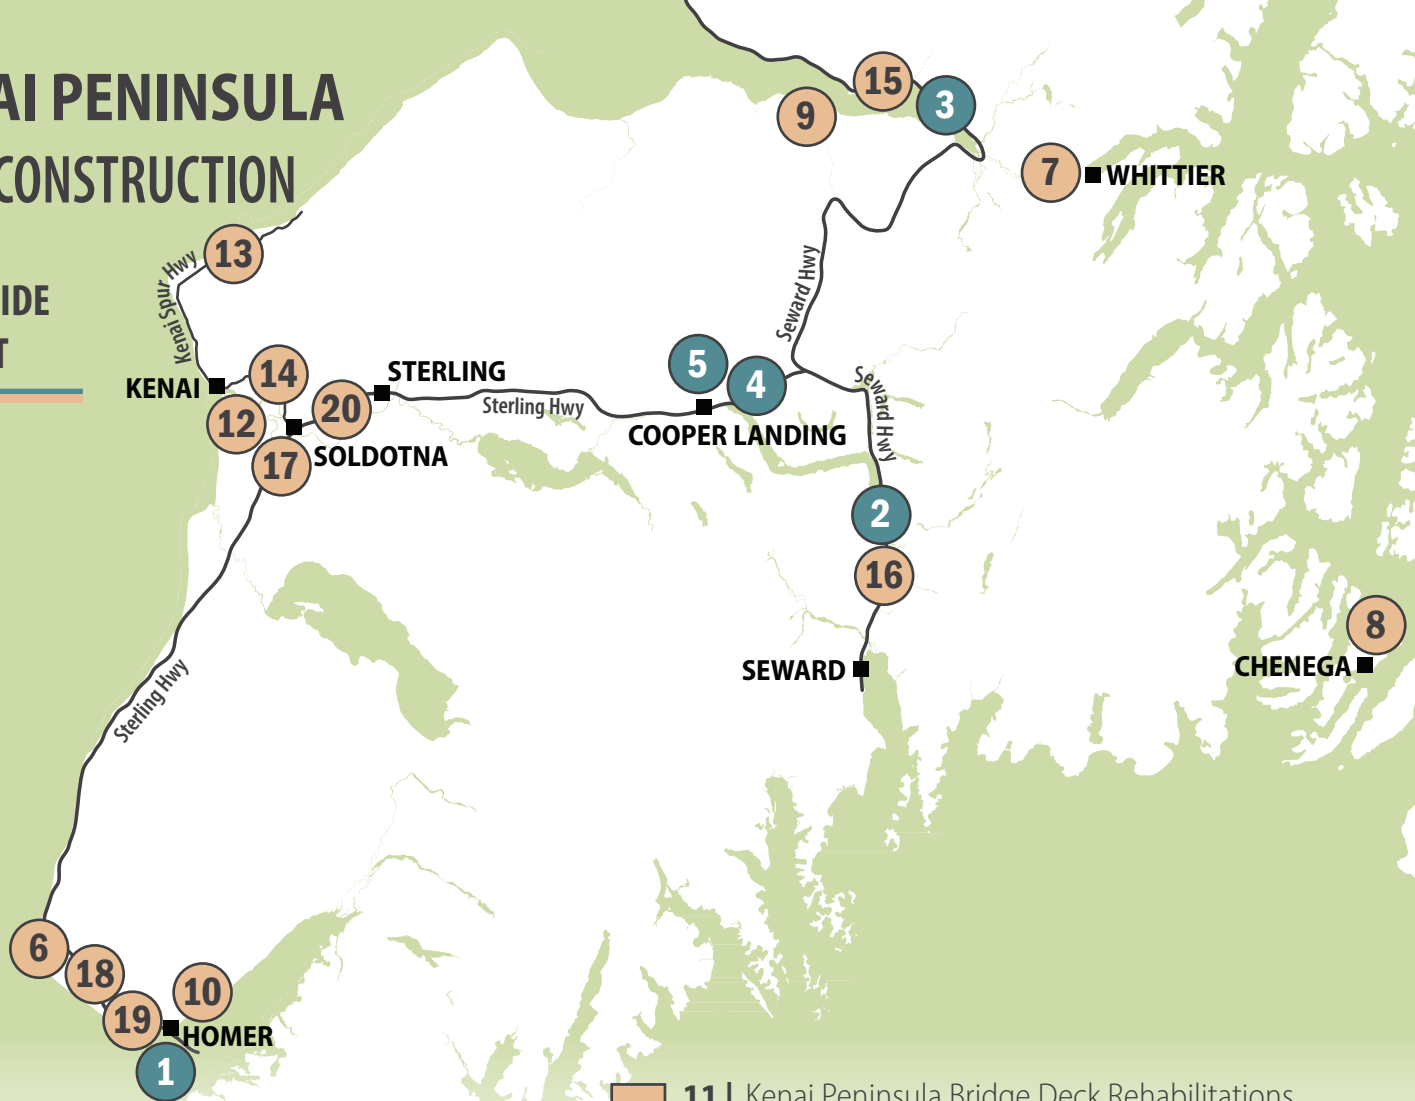 AI PENINSULA
CONSTRUCTION
IDE
T
15
3
9
7
WHITTIER
13
Kenai Spur Hwy
Seward Hwy
5
4
STERLING
14
KENAI
20
Sterling Hwy
Seward Hwy
12
COOPER LANDING
SOLDOTNA
17
2
16
8
SEWARD
CHENEGA
Sterling Hwy
6
18
10
19
HOMER
1
11 | Kenai Peninsula Bridge Deck Rehabilitations